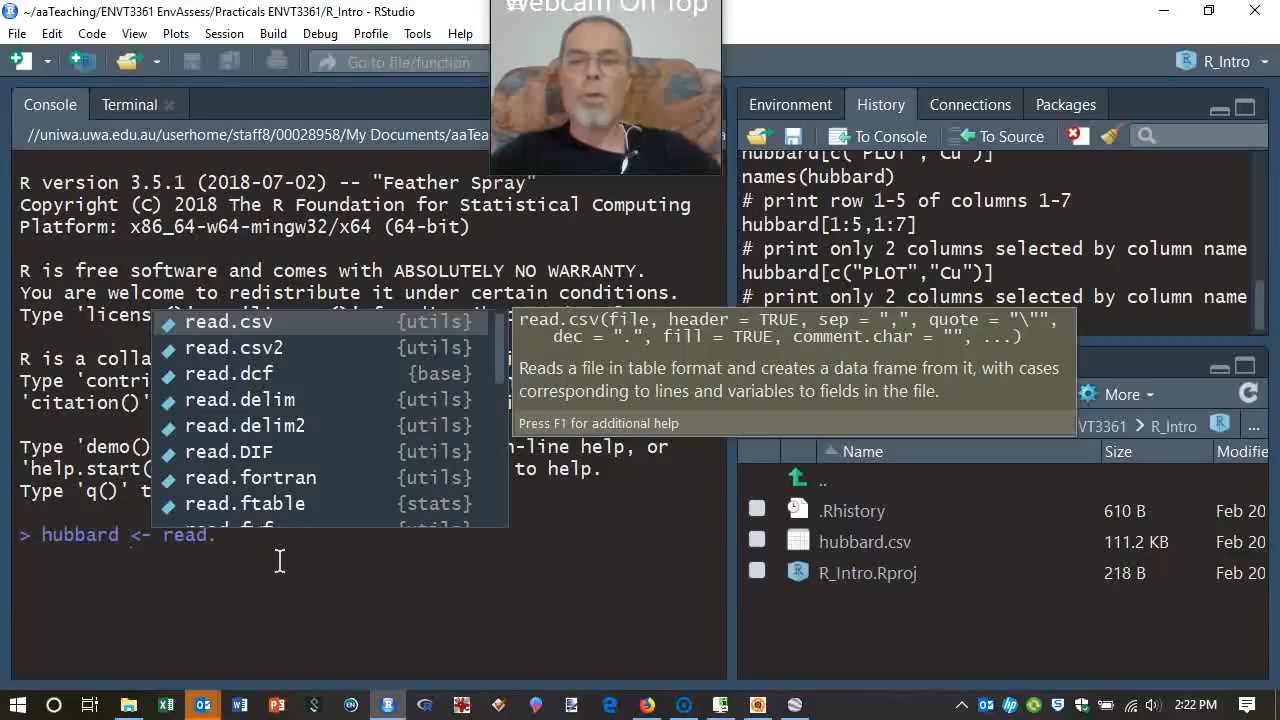 ~/aaTeaching/ENVT3361 EnvAssess/Practicals ENVT3361/R_Intro - RStudio
Webcam On Top
File Edit Code View Plots Session Build Debug Profile Tools Help
Go to file/function
R_Intro
Console Terminal
//uniwa.uwa.edu.au/userhome/staff8/00028958/My Documents/aaTea
R version 3.5.1 (2018-07-02) -- "Feather Spray"
Copyright (C) 2018 The R Foundation for Statistical Computing
Platform: x86_64-w64-mingw32/x64 (64-bit)
R is free software and comes with ABSOLUTELY NO WARRANTY.
You are welcome to redistribute it under certain conditions.
Type 'licens
R is a colla
Type 'contri
'citation()'
Type 'demo() n-line help, or
'help.start( to help.
Type 'q()' t
read.csv {utils}
read.csv2 {utils}
read.dcf {base}
read.delim {utils}
read.delim2 {utils}
read.DIF {utils}
read.fortran {utils}
read.ftable {stats}
> hubbard <- read.
read.csv(file, header = TRUE, sep = ",", quote = "\"",
dec = ".", fill = TRUE, comment.char = "", ...)
Reads a file in table format and creates a data frame from it, with cases
corresponding to lines and variables to fields in the file.
Press F1 for additional help
Environment History Connections Packages
To Console To Source
hubbard[c("PLOT","Cu")]
names(hubbard)
# print row 1-5 of columns 1-7
hubbard[1:5,1:7]
# print only 2 columns selected by column name
hubbard[c("PLOT","Cu")]
# print only 2 columns selected by column name
More
VT3361 R_Intro ...
Name Size Modifie
..
.Rhistory 610 B Feb 20
hubbard.csv 111.2 KB Feb 20
R_Intro.Rproj 218 B Feb 20
2:22 PM